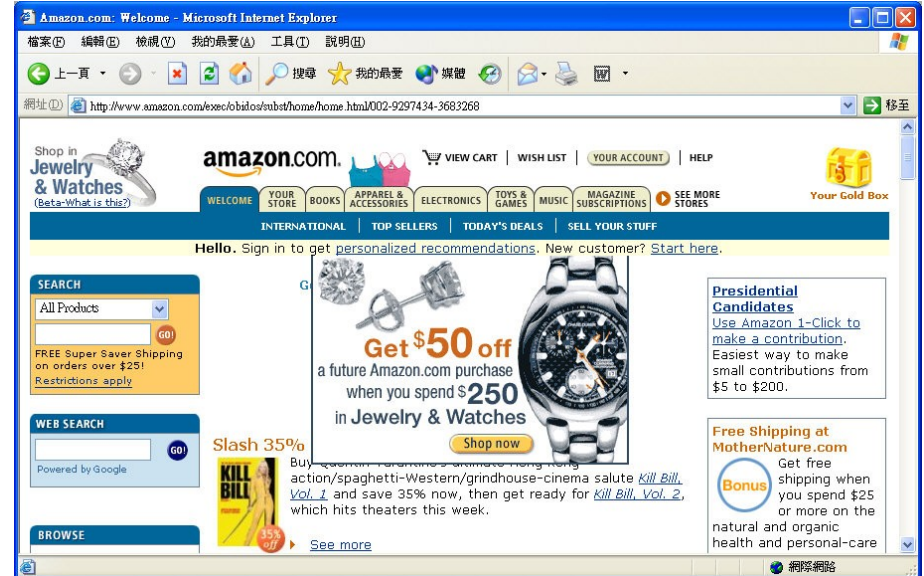 Amazon.com: Welcome - Microsoft Internet Explorer
檔案(F) 編輯(E) 檢視(V) 我的最愛(A) 工具(T) 說明(H)
上一頁 搜尋 我的最愛 媒體
網址(D) http://www.amazon.com/exec/obidos/subst/home/home.html/002-9297434-3683268 移至
Shop in
Jewelry
& Watches
(Beta-What is this?)
amazon.com.
VIEW CART | WISH LIST | YOUR ACCOUNT | HELP
WELCOME
YOUR
STORE
BOOKS
APPAREL &
ACCESSORIES
ELECTRONICS
TOYS &
GAMES
MUSIC
MAGAZINE
SUBSCRIPTIONS
SEE MORE
STORES
Your Gold Box
INTERNATIONAL | TOP SELLERS | TODAY'S DEALS | SELL YOUR STUFF
Hello. Sign in to get personalized recommendations. New customer? Start here.
SEARCH
All Products
GO!
FREE Super Saver Shipping
on orders over $25!
Restrictions apply
WEB SEARCH
GO!
Powered by Google
BROWSE
G
Get $50 off
a future Amazon.com purchase
when you spend $250
in Jewelry & Watches
Shop now
Slash 35%
KILL
BILL
35%
off
Buy Quentin Tarantino's ultimate Hong Kong
action/spaghetti-Western/grindhouse-cinema salute Kill Bill,
Vol. 1 and save 35% now, then get ready for Kill Bill, Vol. 2,
which hits theaters this week.
See more
Presidential
Candidates
Use Amazon 1-Click to
make a contribution.
Easiest way to make
small contributions from
$5 to $200.
Free Shipping at
MotherNature.com
Bonus
Get free
shipping when
you spend $25
or more on the
natural and organic
health and personal-care
網際網路